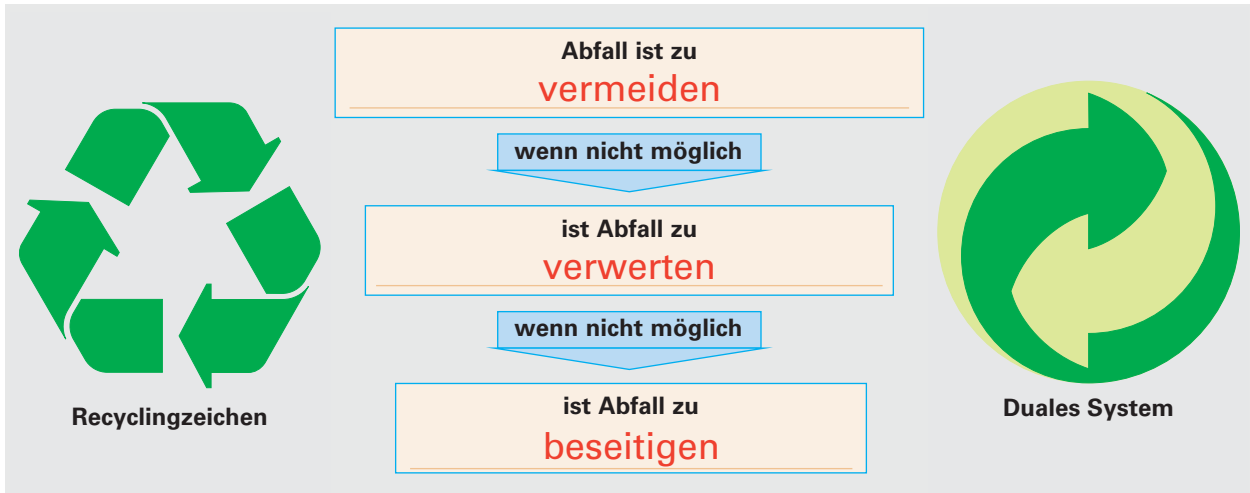 Abfall ist zu
vermeiden
wenn nicht möglich
ist Abfall zu
verwerten
wenn nicht möglich
ist Abfall zu
beseitigen
Recyclingzeichen
Duales System